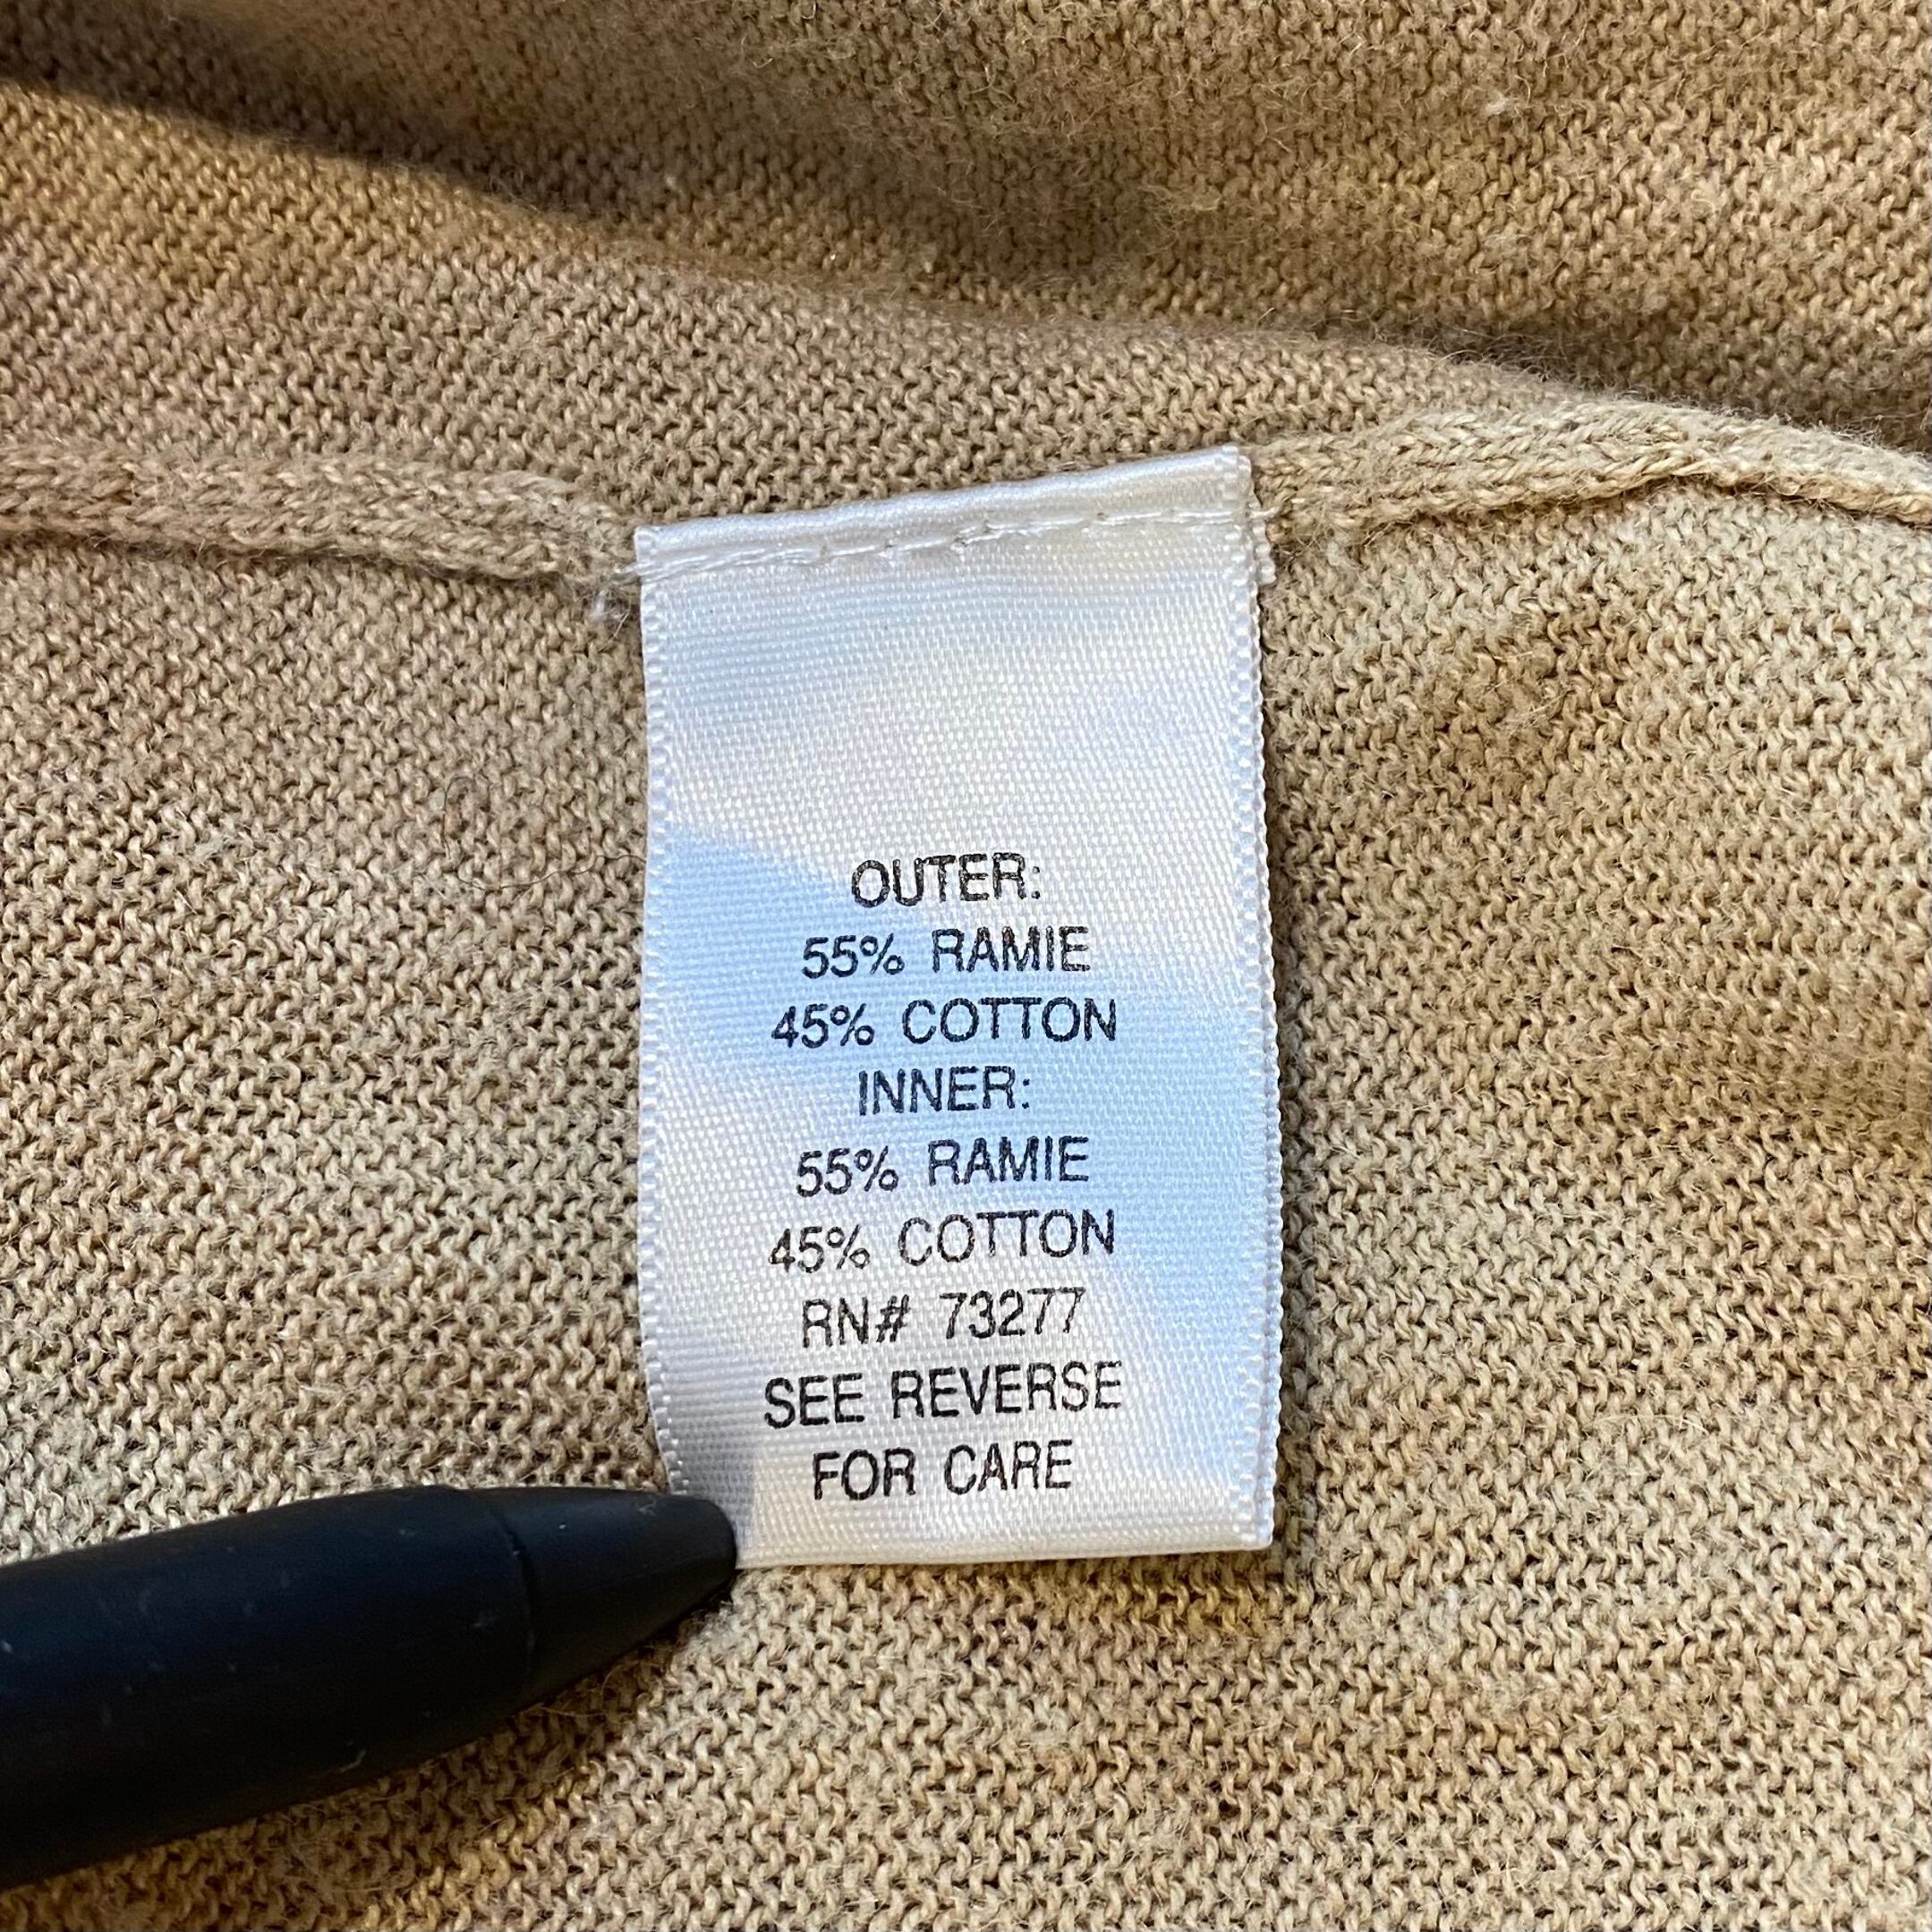 OUTER:
55% RAMIE
45% COTTON
INNER:
55% RAMIE
45% COTTON
RN# 73277
SEE REVERSE
FOR CARE